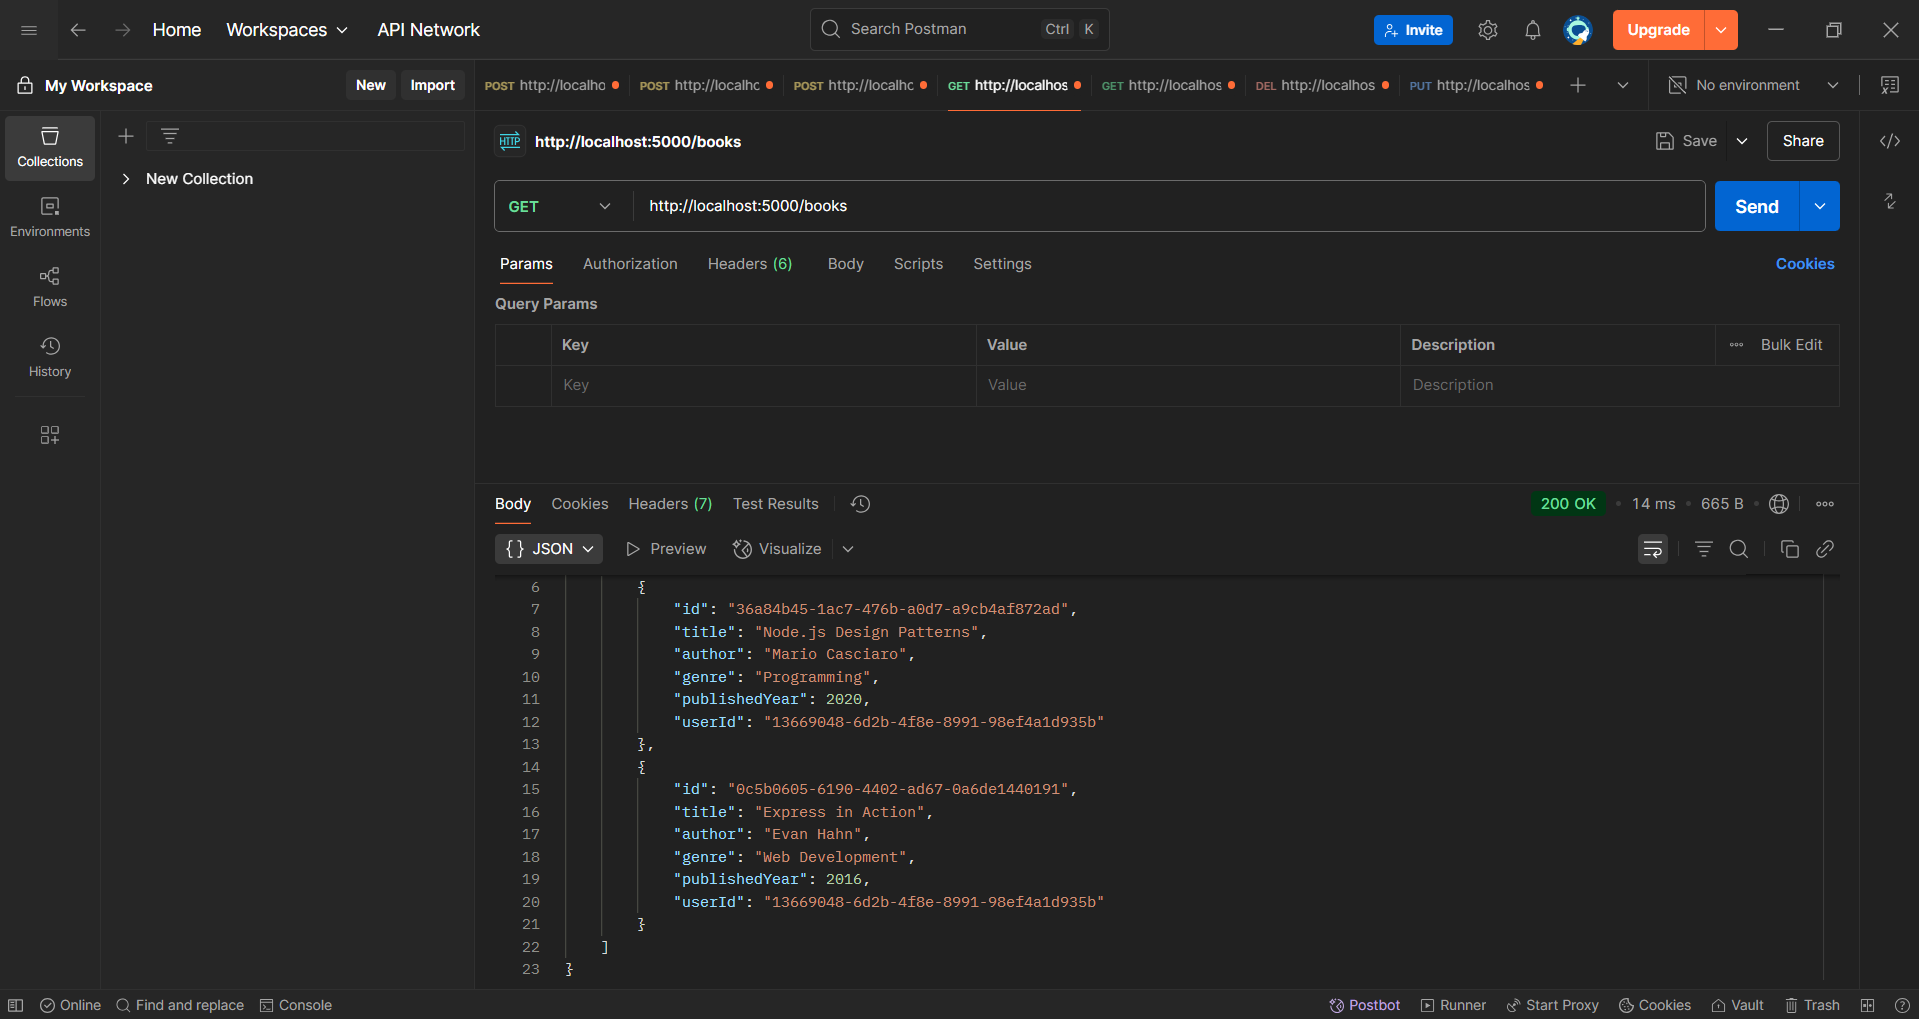 Home Workspaces API Network Search Postman Ctrl K Invite Upgrade
My Workspace New Import POST http://localho POST http://localhc POST http://localhc GET http://localhos GET http://localhos DEL http://localhos PUT http://localhos No environment
Collections
New Collection
Environments
Flows
History
HTTP http://localhost:5000/books Save Share
GET http://localhost:5000/books Send
Params Authorization Headers (6) Body Scripts Settings Cookies
Query Params
Key Value Description Bulk Edit
Key Value Description
Body Cookies Headers (7) Test Results 200 OK 14 ms 665 B
{} JSON Preview Visualize
6 {
7 "id": "36a84b45-1ac7-476b-a0d7-a9cb4af872ad",
8 "title": "Node.js Design Patterns",
9 "author": "Mario Casciaro",
10 "genre": "Programming",
11 "publishedYear": 2020,
12 "userId": "13669048-6d2b-4f8e-8991-98ef4a1d935b"
13 },
14 {
15 "id": "0c5b0605-6190-4402-ad67-0a6de1440191",
16 "title": "Express in Action",
17 "author": "Evan Hahn",
18 "genre": "Web Development",
19 "publishedYear": 2016,
20 "userId": "13669048-6d2b-4f8e-8991-98ef4a1d935b"
21 }
22 ]
23 }
Online Find and replace Console Postbot Runner Start Proxy Cookies Vault Trash